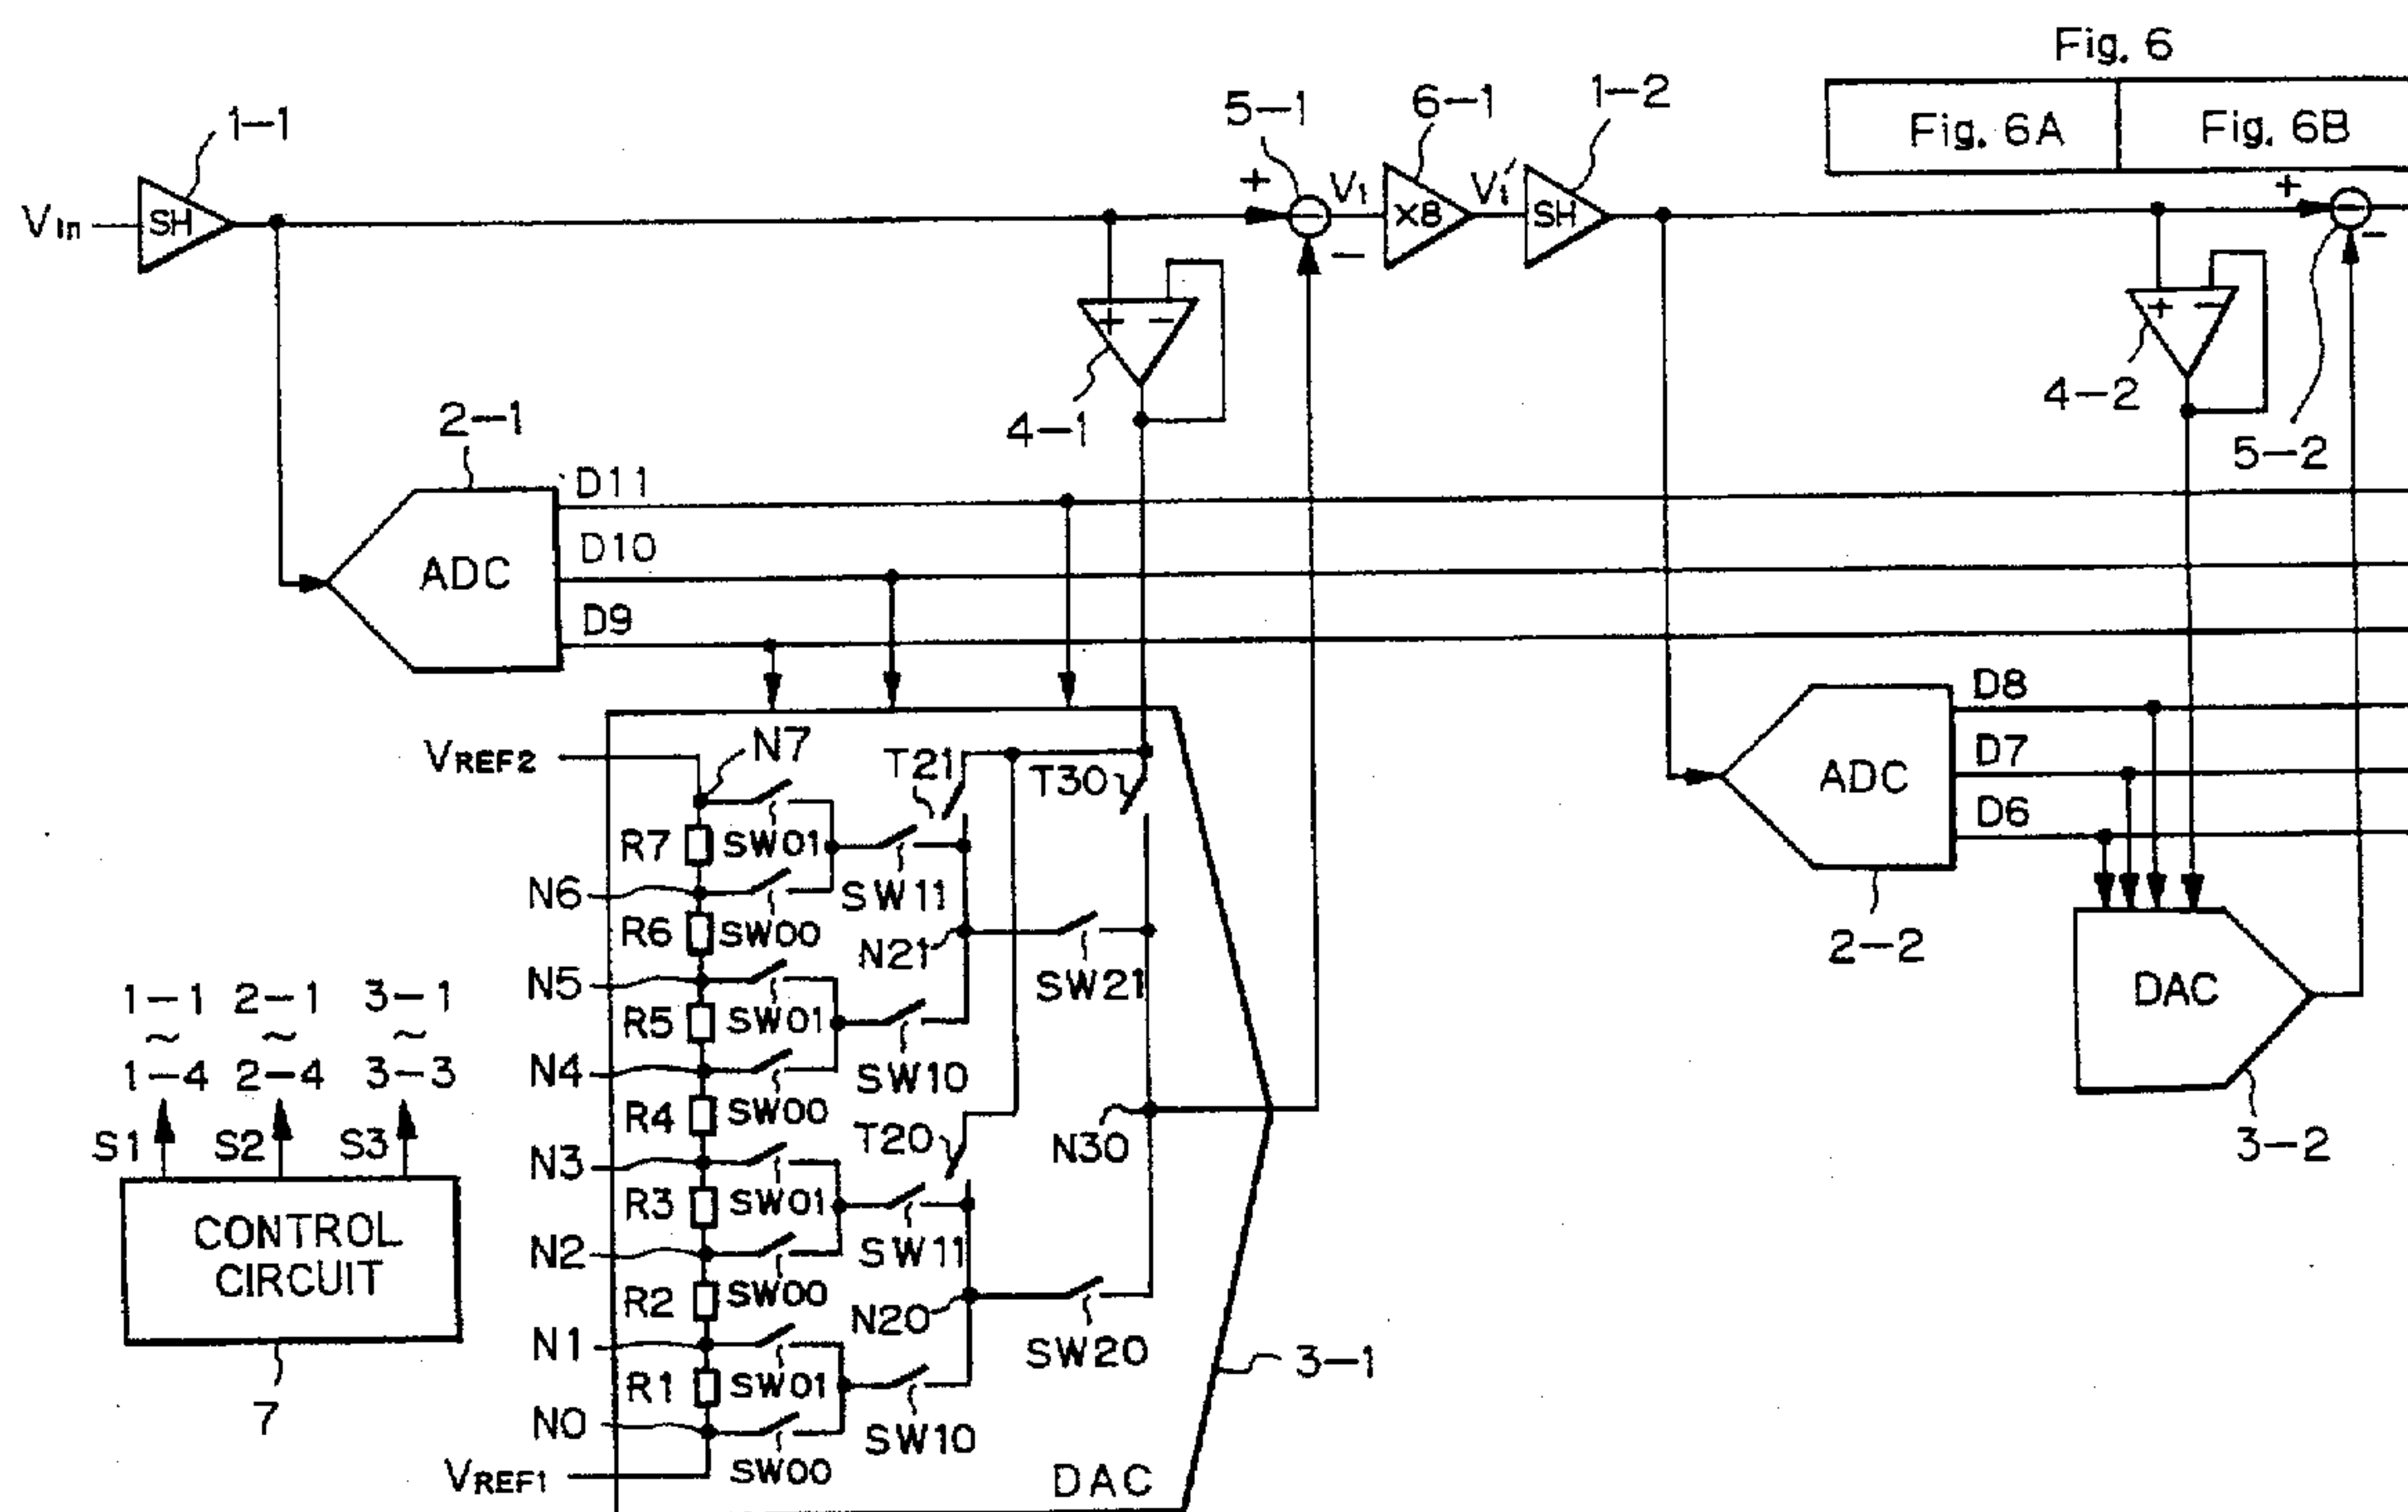 Fig. 6
Fig. 6A
Fig. 6B
1-1
5-1
6-1
1-2
VIn
SH
+
-
V1
X8
V1'
SH
+
-
+ -
4-1
+ -
4-2
5-2
2-1
ADC
D11
D10
D9
2-2
ADC
D8
D7
D6
DAC
3-2
VREF2
N7
T21
T30
R7
SW01
SW11
N6
R6
SW00
N21
SW21
N5
R5
SW01
SW10
N4
R4
SW00
T20
N30
N3
R3
SW01
SW11
N2
R2
SW00
N20
SW20
N1
R1
SW01
SW10
N0
SW00
VREF1
DAC
3-1
1-1 2-1 3-1
~ ~ ~
1-4 2-4 3-3
S1 S2 S3
CONTROL
CIRCUIT
7